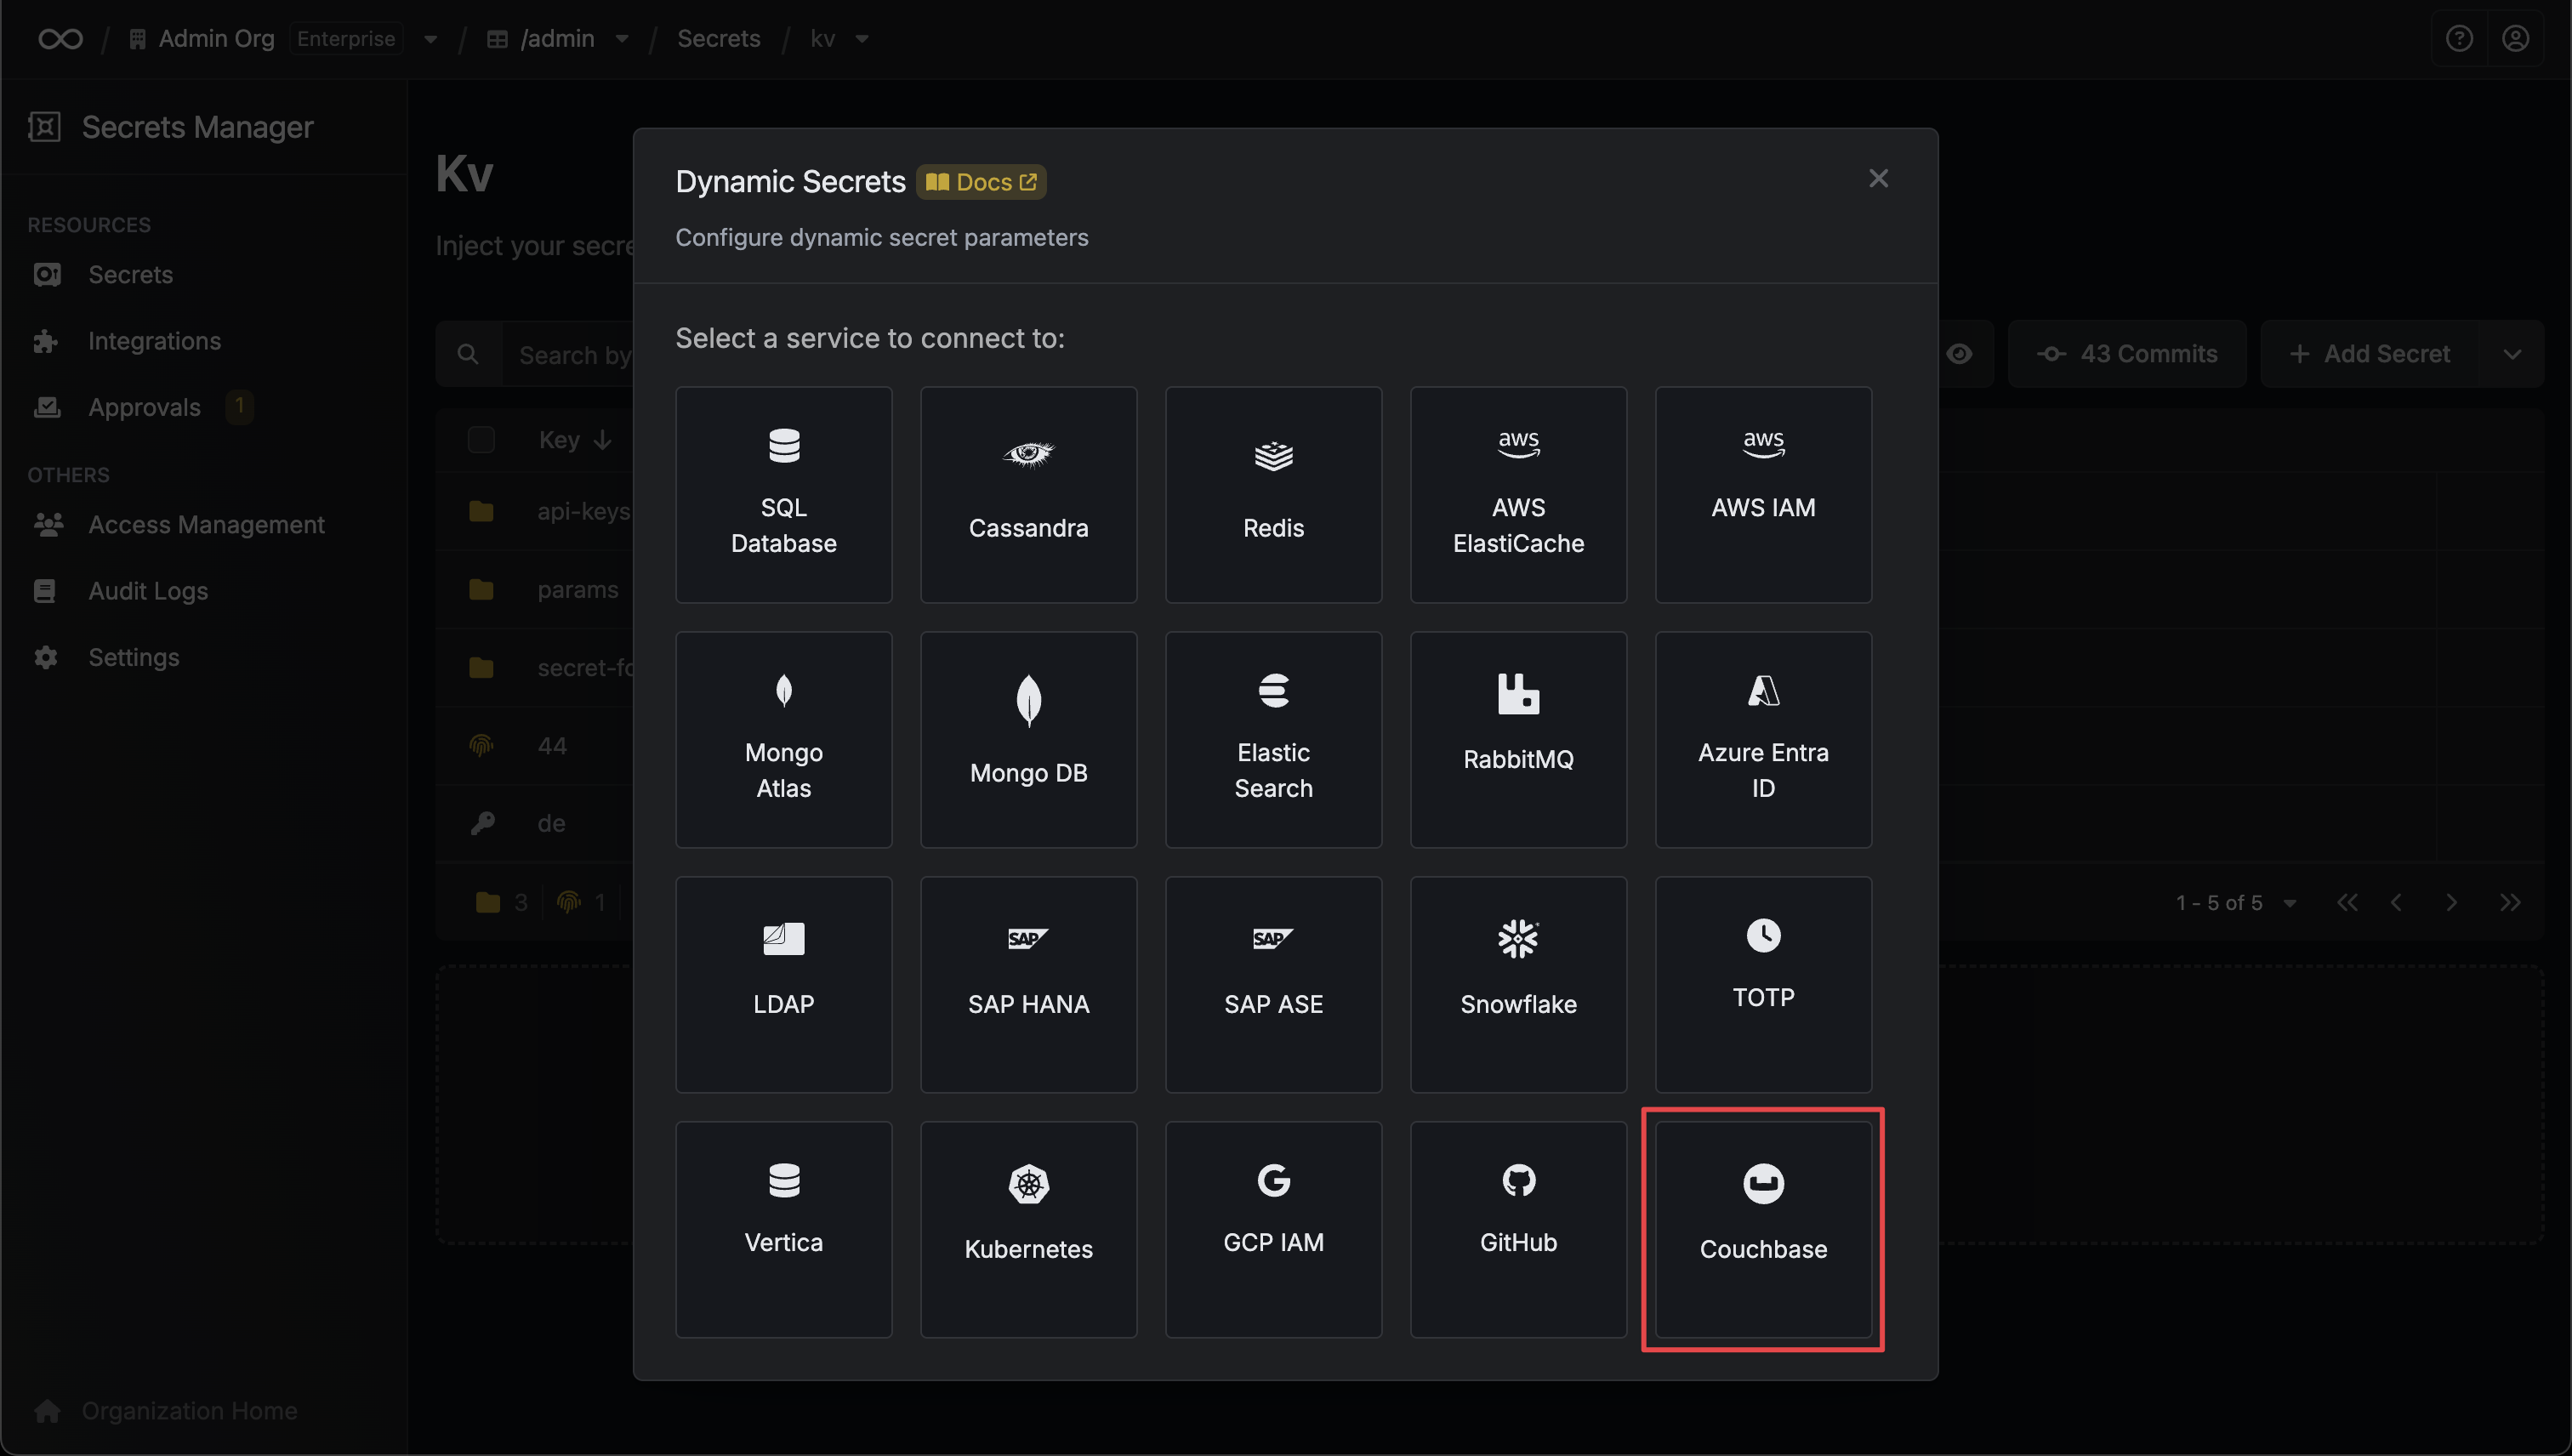 Admin Org Enterprise / /admin / Secrets / kv
Secrets Manager
RESOURCES
Secrets
Integrations
Approvals 1
OTHERS
Access Management
Audit Logs
Settings
Organization Home
Kv
Inject your secre
Search by
43 Commits
+ Add Secret
Key
api-keys
params
secret-fo
44
de
3
1
1 - 5 of 5
Dynamic Secrets Docs
Configure dynamic secret parameters
Select a service to connect to:
SQL
Database
Cassandra
Redis
aws
AWS
ElastiCache
aws
AWS IAM
Mongo
Atlas
Mongo DB
Elastic
Search
RabbitMQ
Azure Entra
ID
LDAP
SAP
SAP HANA
SAP
SAP ASE
Snowflake
TOTP
Vertica
Kubernetes
GCP IAM
GitHub
Couchbase